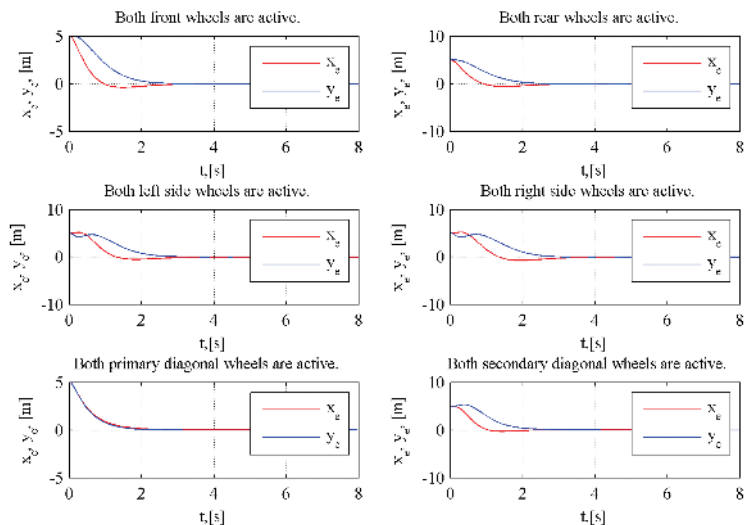 Both front wheels are active.
5
0
-5
x_e, y_e, [m]
x_e
y_e
0 2 4 6 8
t,[s]
Both rear wheels are active.
10
0
-10
x_e, y_e, [m]
x_e
y_e
0 2 4 6 8
t,[s]
Both left side wheels are active.
10
0
-10
x_e, y_e, [m]
x_e
y_e
0 2 4 6 8
t,[s]
Both right side wheels are active.
10
0
-10
x_e, y_e, [m]
x_e
y_e
0 2 4 6 8
t,[s]
Both primary diagonal wheels are active.
5
0
-5
x_e, y_e, [m]
x_e
y_e
0 2 4 6 8
t,[s]
Both secondary diagonal wheels are active.
10
0
-10
x_e, y_e, [m]
x_e
y_e
0 2 4 6 8
t,[s]